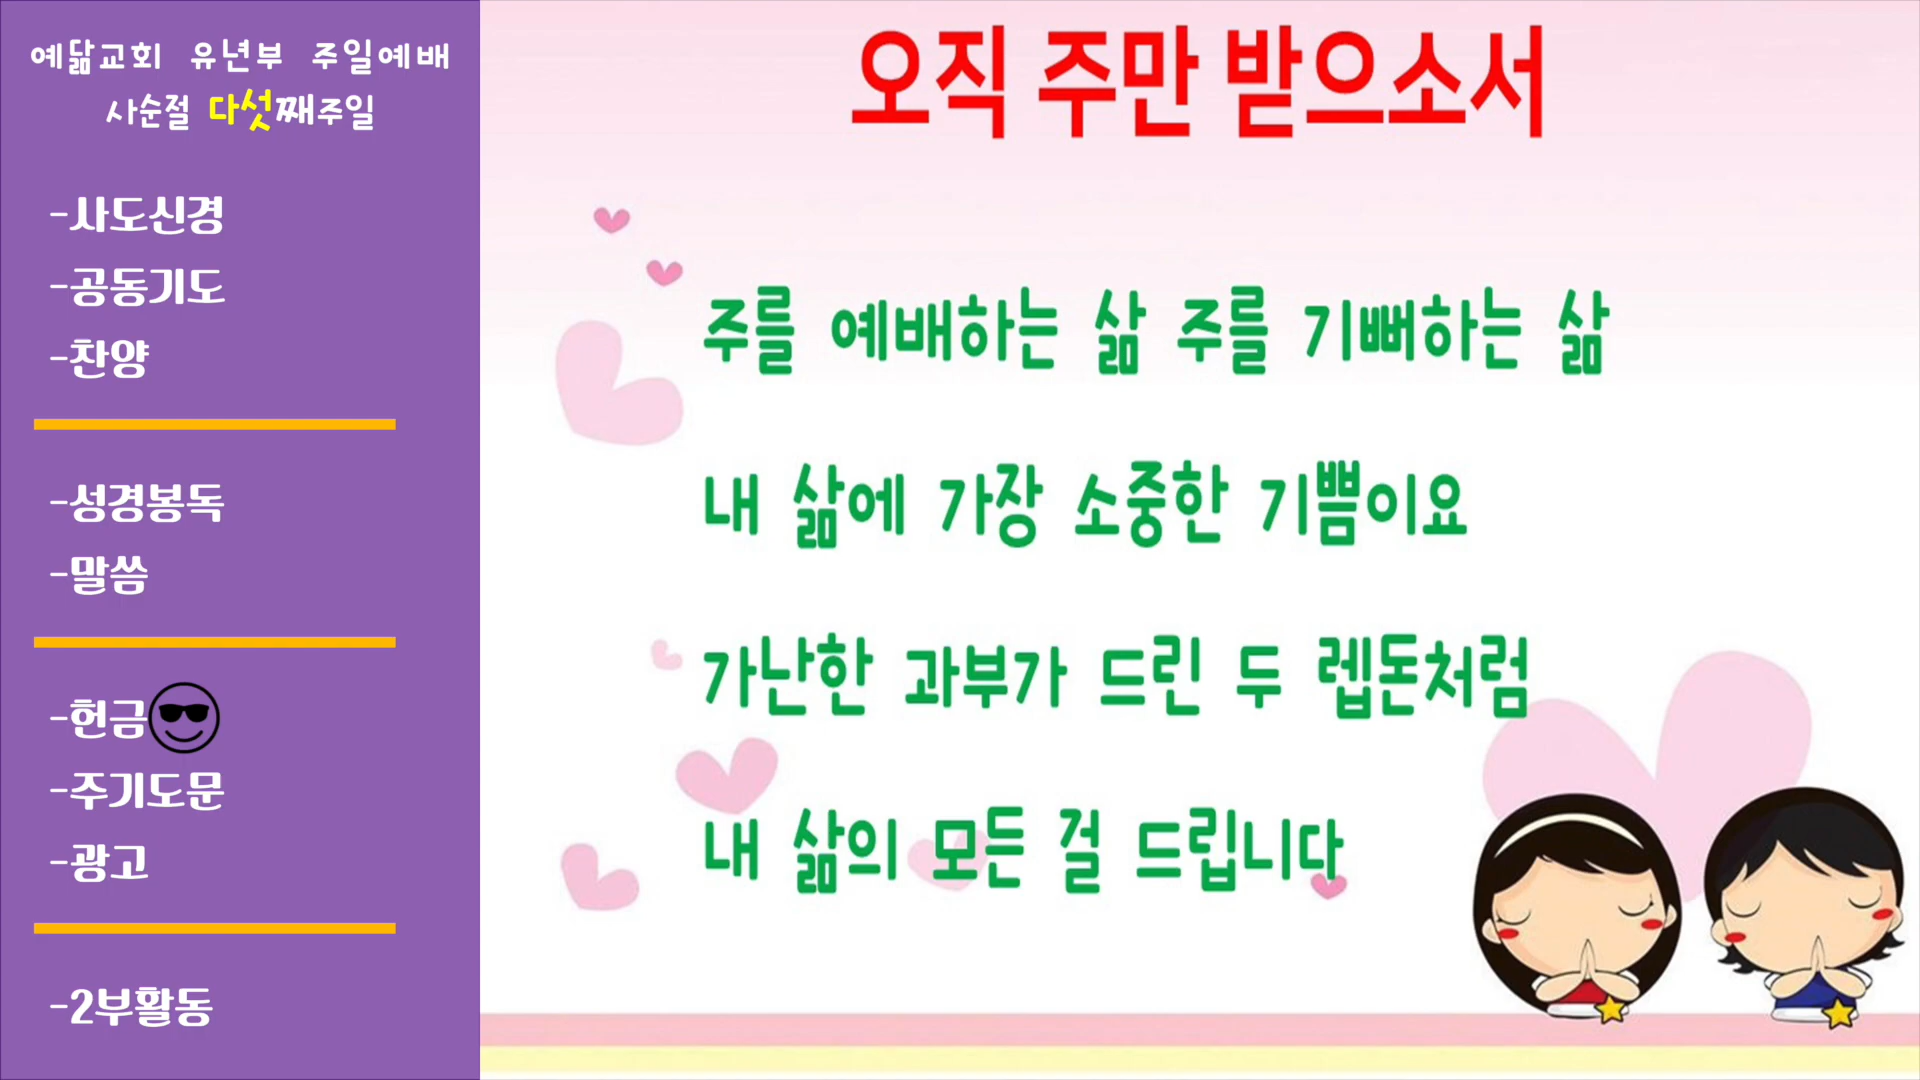 예닮교회 유년부 주일예배
사순절 다섯째주일
-사도신경
-공동기도
-찬양
-성경봉독
-말씀
-헌금
-주기도문
-광고
-2부활동
오직 주만 받으소서
주를 예배하는 삶 주를 기뻐하는 삶
내 삶에 가장 소중한 기쁨이요
가난한 과부가 드린 두 렙돈처럼
내 삶의 모든 걸 드립니다